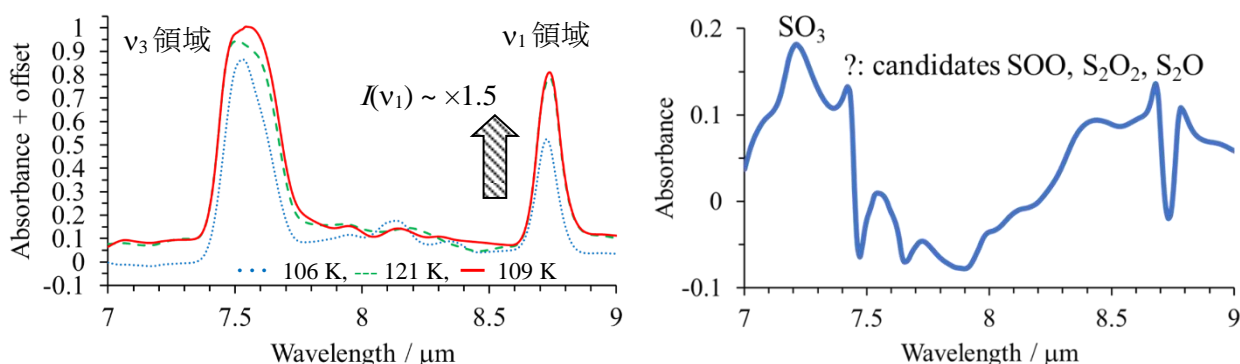 ν3 領域
ν1 領域
I(ν1) ~ ×1.5
Absorbance + offset
1
0.9
0.8
0.7
0.6
0.5
0.4
0.3
0.2
0.1
0
-0.1
106 K, 121 K, 109 K
7 7.5 8 8.5 9
Wavelength / μm
SO3
?: candidates SOO, S2O2, S2O
Absorbance
0.2
0.1
0
-0.1
7 7.5 8 8.5 9
Wavelength / μm